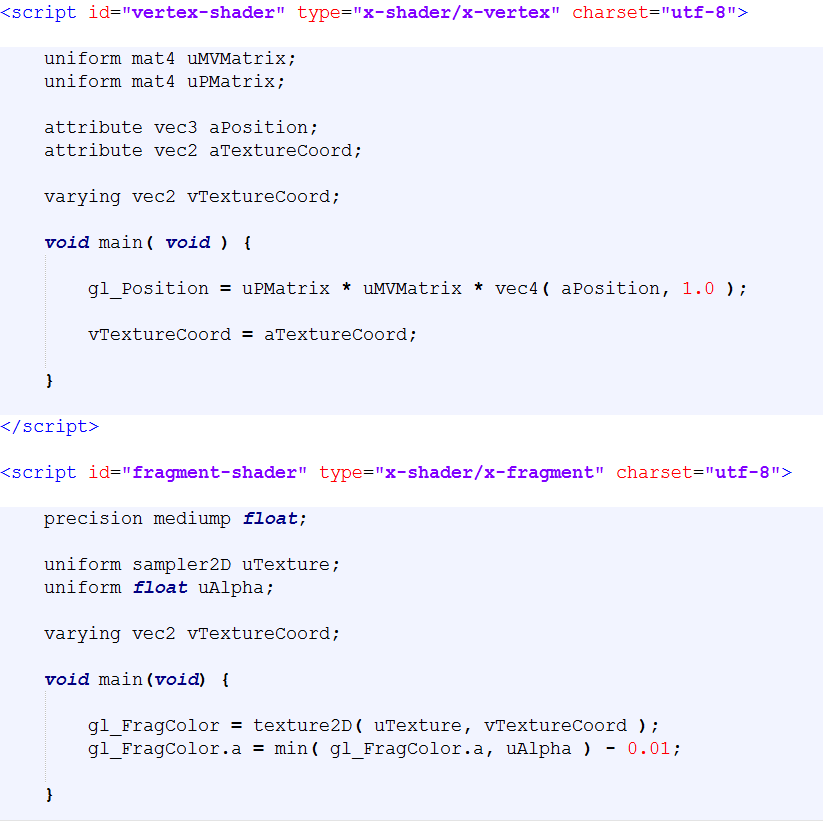 <script id="vertex-shader" type="x-shader/x-vertex" charset="utf-8">
uniform mat4 uMVMatrix;
uniform mat4 uPMatrix;
attribute vec3 aPosition;
attribute vec2 aTextureCoord;
varying vec2 vTextureCoord;
void main( void ) {
gl_Position = uPMatrix * uMVMatrix * vec4( aPosition, 1.0 );
vTextureCoord = aTextureCoord;
}
</script>
<script id="fragment-shader" type="x-shader/x-fragment" charset="utf-8">
precision mediump float;
uniform sampler2D uTexture;
uniform float uAlpha;
varying vec2 vTextureCoord;
void main(void) {
gl_FragColor = texture2D( uTexture, vTextureCoord );
gl_FragColor.a = min( gl_FragColor.a, uAlpha ) - 0.01;
}